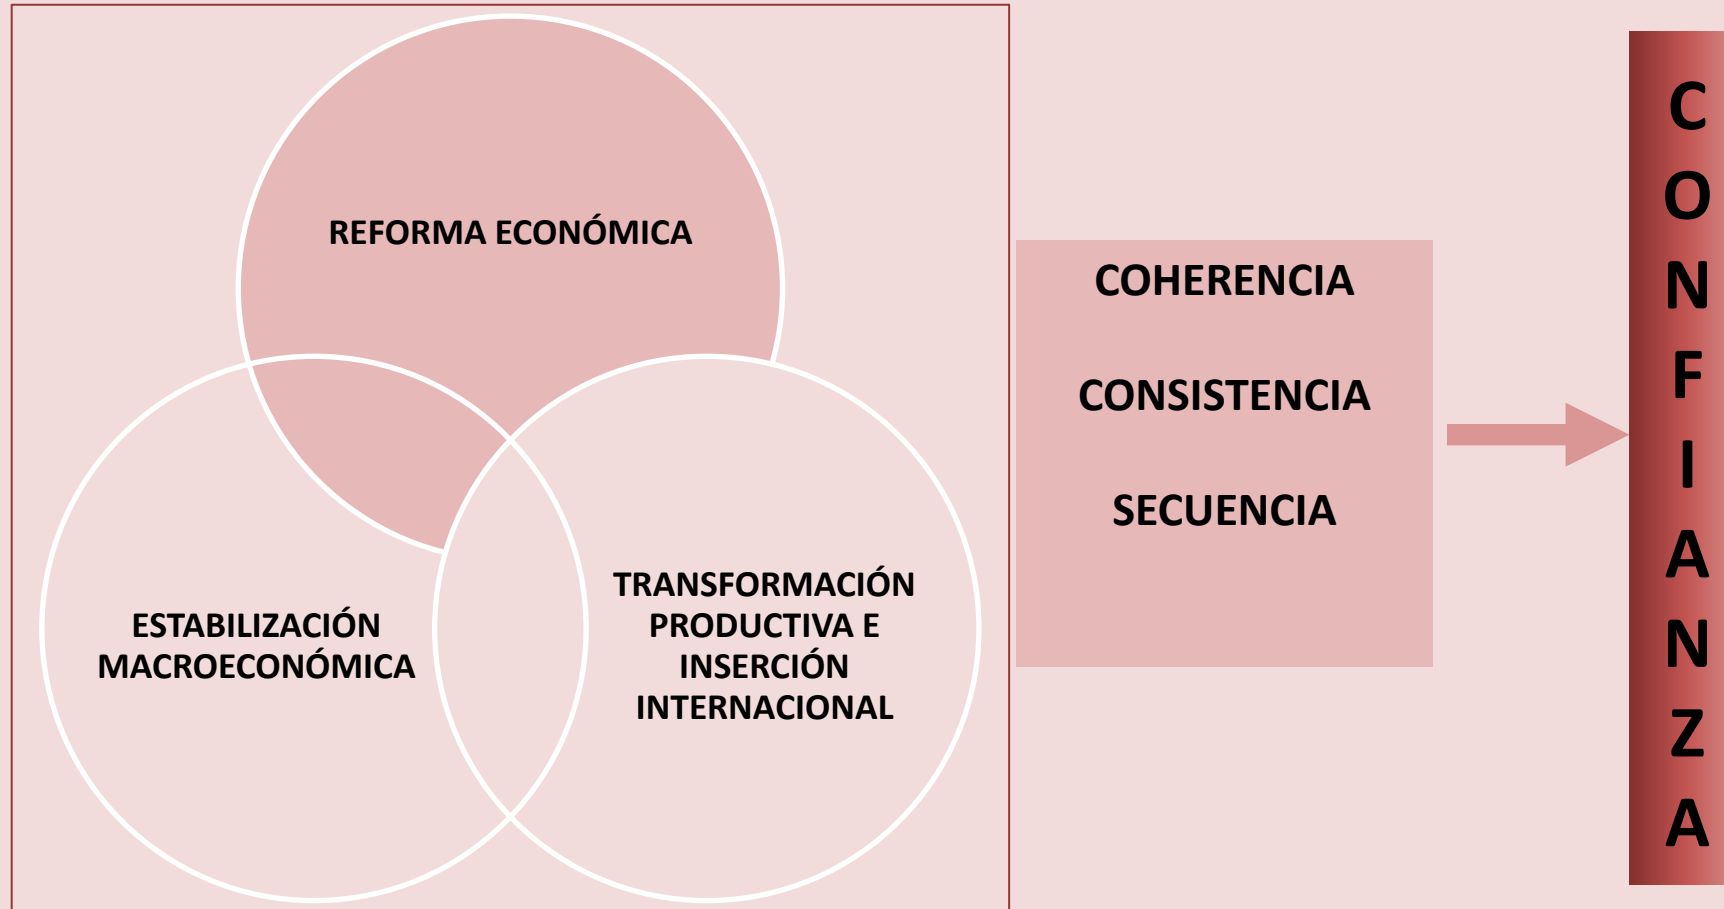 REFORMA ECONÓMICA
ESTABILIZACIÓN
MACROECONÓMICA
TRANSFORMACIÓN
PRODUCTIVA E
INSERCIÓN
INTERNACIONAL
COHERENCIA
CONSISTENCIA
SECUENCIA
C
O
N
F
I
A
N
Z
A